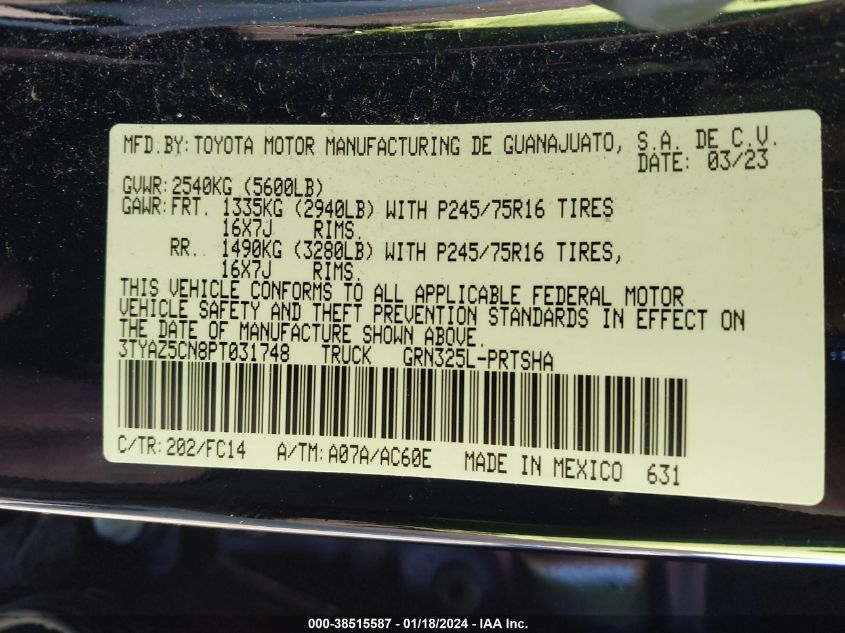 MFD.BY:TOYOTA MOTOR MANUFACTURING DE GUANAJUATO, S.A. DE C.V.
DATE: 03/23
GVWR:2540KG (5600LB)
GAWR:FRT. 1335KG (2940LB) WITH P245/75R16 TIRES
16X7J RIMS.
RR. 1490KG (3280LB) WITH P245/75R16 TIRES,
16X7J RIMS.
THIS VEHICLE CONFORMS TO ALL APPLICABLE FEDERAL MOTOR
VEHICLE SAFETY AND THEFT PREVENTION STANDARDS IN EFFECT ON
THE DATE OF MANUFACTURE SHOWN ABOVE.
3TYAZ5CN8PT031748 TRUCK GRN325L-PRTSHA
C/TR:202/FC14 A/TM:A07A/AC60E MADE IN MEXICO 631
000-38515587 - 01/18/2024 - IAA Inc.